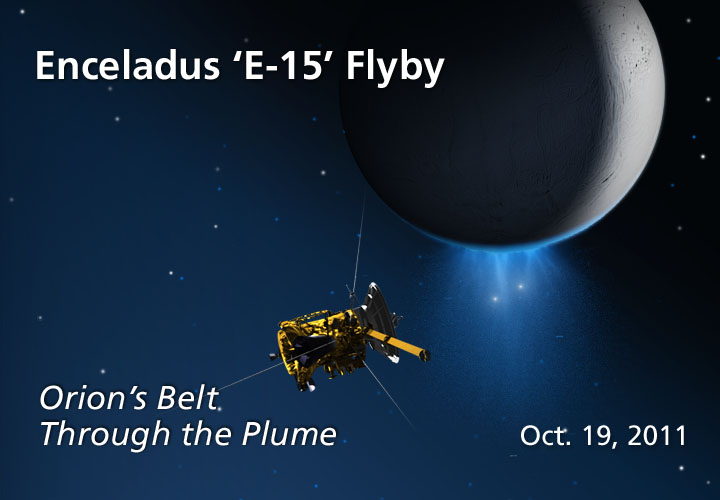 Enceladus ‘E-15’ Flyby
Orion’s Belt
Through the Plume
Oct. 19, 2011